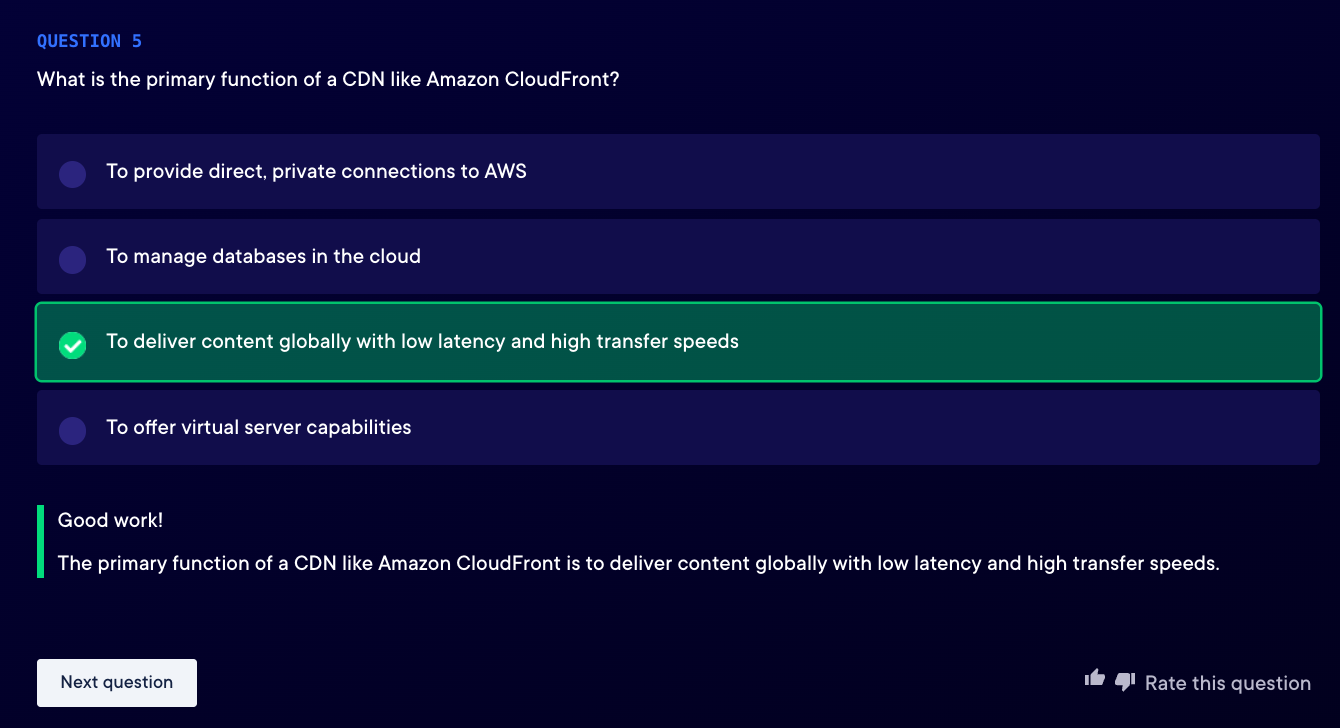 QUESTION 5
What is the primary function of a CDN like Amazon CloudFront?
To provide direct, private connections to AWS
To manage databases in the cloud
To deliver content globally with low latency and high transfer speeds
To offer virtual server capabilities
Good work!
The primary function of a CDN like Amazon CloudFront is to deliver content globally with low latency and high transfer speeds.
Next question
Rate this question